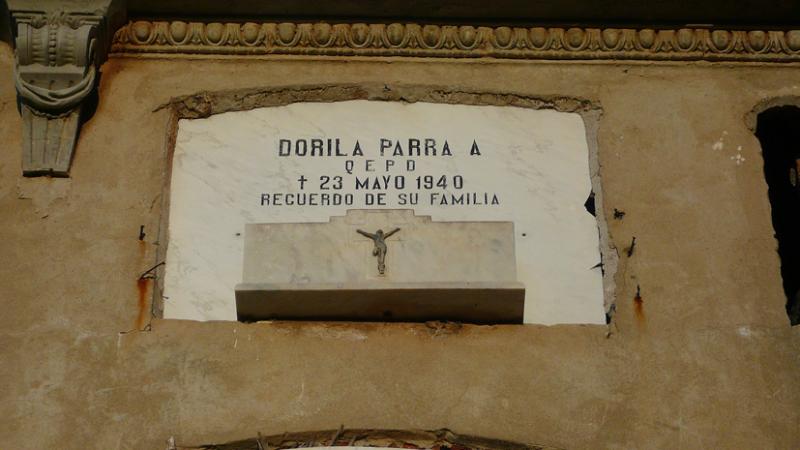 DORILA PARRA A
QEPD
† 23 MAYO 1940
RECUERDO DE SU FAMILIA